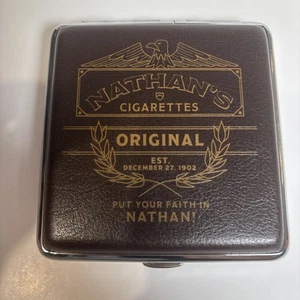 NATHAN'S
CIGARETTES
ORIGINAL
EST.
DECEMBER 27, 1902
PUT YOUR FAITH IN
NATHAN!